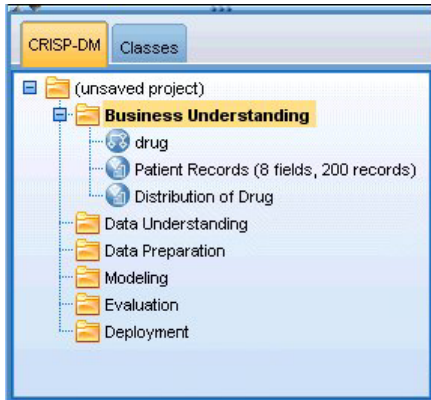 CRISP-DM Classes
(unsaved project)
Business Understanding
drug
Patient Records (8 fields, 200 records)
Distribution of Drug
Data Understanding
Data Preparation
Modeling
Evaluation
Deployment